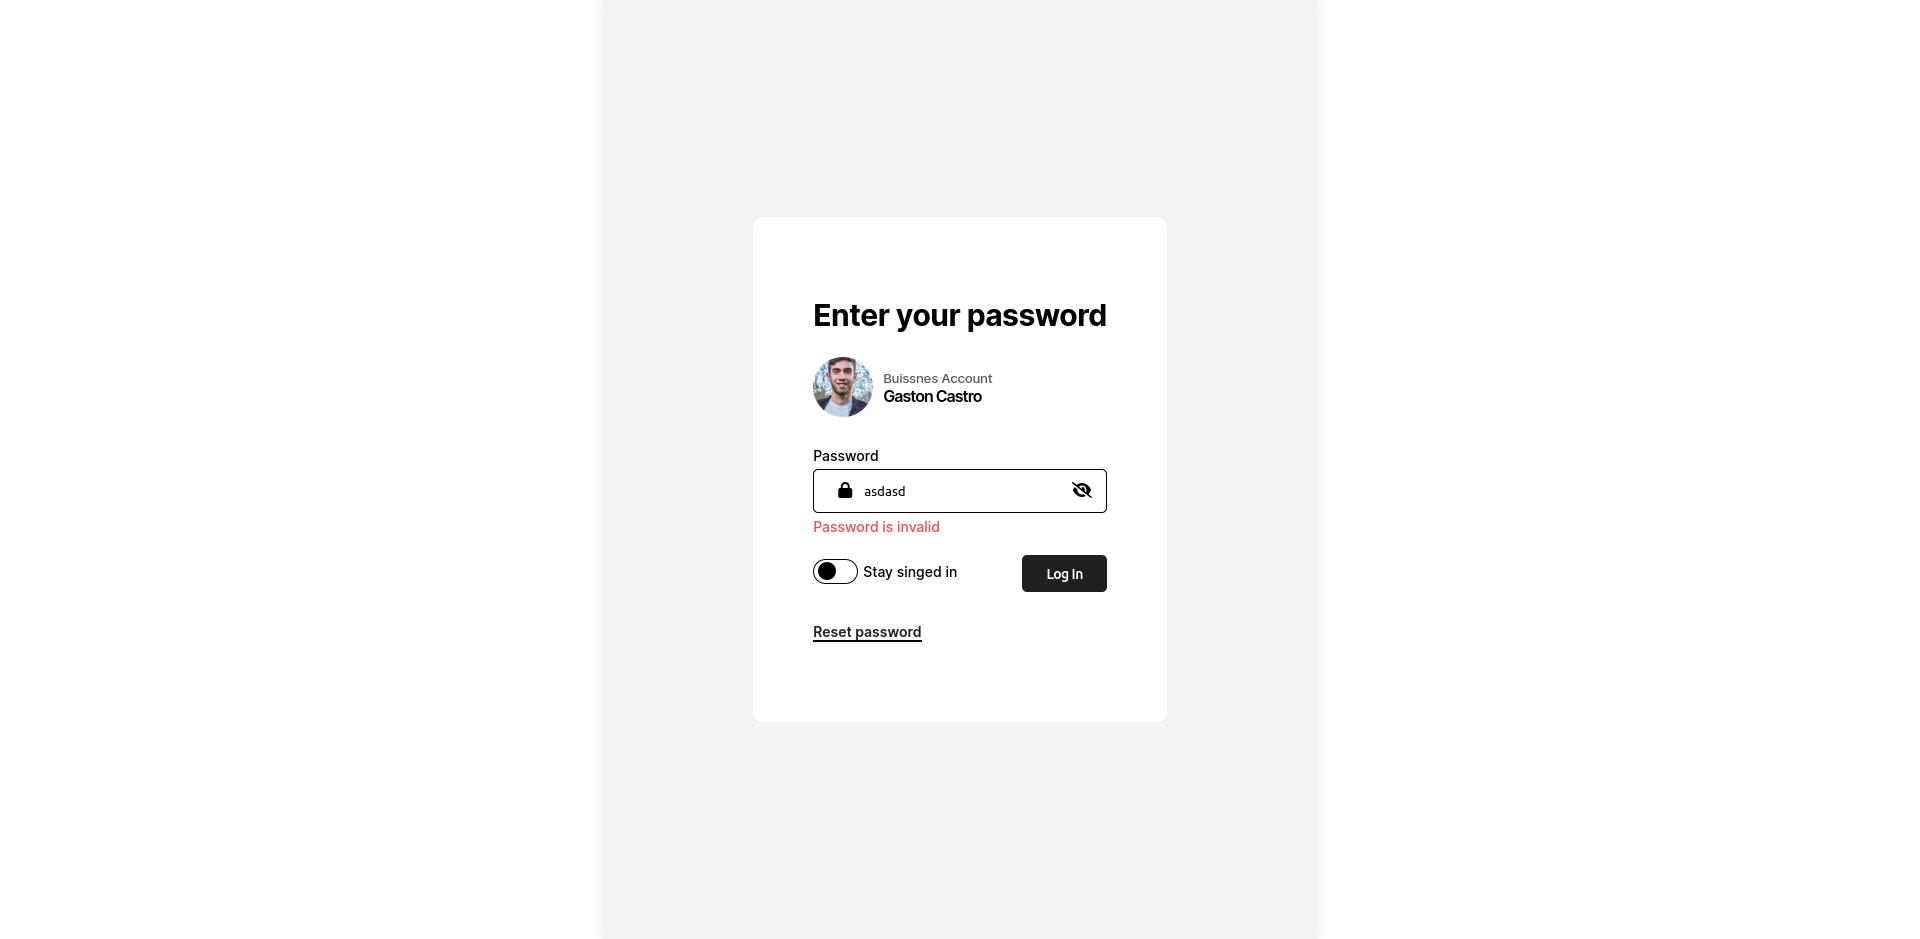 Enter your password
Buissnes Account
Gaston Castro
Password
asdasd
Password is invalid
Stay singed in
Log In
Reset password